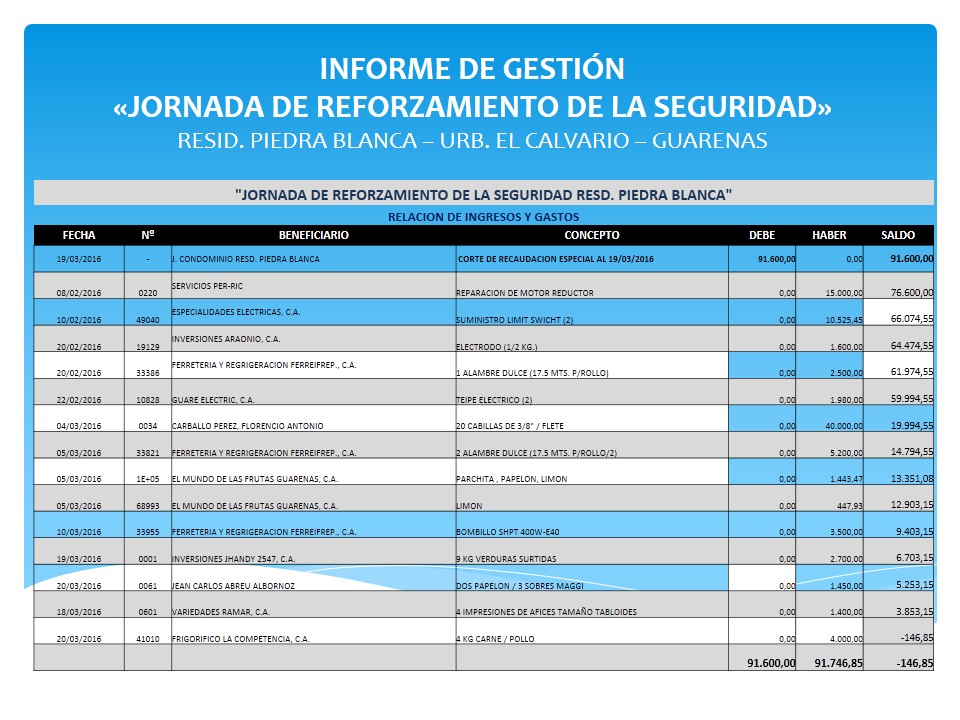 INFORME DE GESTIÓN
«JORNADA DE REFORZAMIENTO DE LA SEGURIDAD»
RESID. PIEDRA BLANCA – URB. EL CALVARIO – GUARENAS
"JORNADA DE REFORZAMIENTO DE LA SEGURIDAD RESD. PIEDRA BLANCA"
RELACION DE INGRESOS Y GASTOS
FECHA Nº BENEFICIARIO CONCEPTO DEBE HABER SALDO
19/03/2016 - J. CONDOMINIO RESD. PIEDRA BLANCA CORTE DE RECAUDACION ESPECIAL AL 19/03/2016 91.600,00 0,00 91.600,00
08/02/2016 0220 SERVICIOS PER-RIC REPARACION DE MOTOR REDUCTOR 0,00 15.000,00 76.600,00
10/02/2016 49040 ESPECIALIDADES ELECTRICAS, C.A. SUMINISTRO LIMIT SWICHT (2) 0,00 10.525,45 66.074,55
20/02/2016 19129 INVERSIONES ARAONIO, C.A. ELECTRODO (1/2 KG.) 0,00 1.600,00 64.474,55
20/02/2016 33386 FERRETERIA Y REGRIGERACION FERREIFREP., C.A. 1 ALAMBRE DULCE (17.5 MTS. P/ROLLO) 0,00 2.500,00 61.974,55
22/02/2016 10828 GUARE ELECTRIC, C.A. TEIPE ELECTRICO (2) 0,00 1.980,00 59.994,55
04/03/2016 0034 CARBALLO PEREZ, FLORENCIO ANTONIO 20 CABILLAS DE 3/8" / FLETE 0,00 40.000,00 19.994,55
05/03/2016 33821 FERRETERIA Y REGRIGERACION FERREIFREP., C.A. 2 ALAMBRE DULCE (17.5 MTS. P/ROLLO/2) 0,00 5.200,00 14.794,55
05/03/2016 1E+05 EL MUNDO DE LAS FRUTAS GUARENAS, C.A. PARCHITA , PAPELON, LIMON 0,00 1.443,47 13.351,08
05/03/2016 68993 EL MUNDO DE LAS FRUTAS GUARENAS, C.A. LIMON 0,00 447,93 12.903,15
10/03/2016 33955 FERRETERIA Y REGRIGERACION FERREIFREP., C.A. BOMBILLO SHPT 400W-E40 0,00 3.500,00 9.403,15
19/03/2016 0001 INVERSIONES JHANDY 2547, C.A. 9 KG VERDURAS SURTIDAS 0,00 2.700,00 6.703,15
20/03/2016 0061 JEAN CARLOS ABREU ALBORNOZ DOS PAPELON / 3 SOBRES MAGGI 0,00 1.450,00 5.253,15
18/03/2016 0601 VARIEDADES RAMAR, C.A. 4 IMPRESIONES DE AFICES TAMAÑO TABLOIDES 0,00 1.400,00 3.853,15
20/03/2016 41010 FRIGORIFICO LA COMPETENCIA, C.A. 4 KG CARNE / POLLO 0,00 4.000,00 -146,85
91.600,00 91.746,85 -146,85